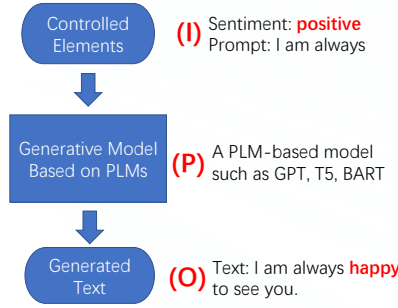 Controlled
Elements
(I) Sentiment: positive
Prompt: I am always
Generative Model
Based on PLMs
(P) A PLM-based model
such as GPT, T5, BART
Generated
Text
(O) Text: I am always happy
to see you.